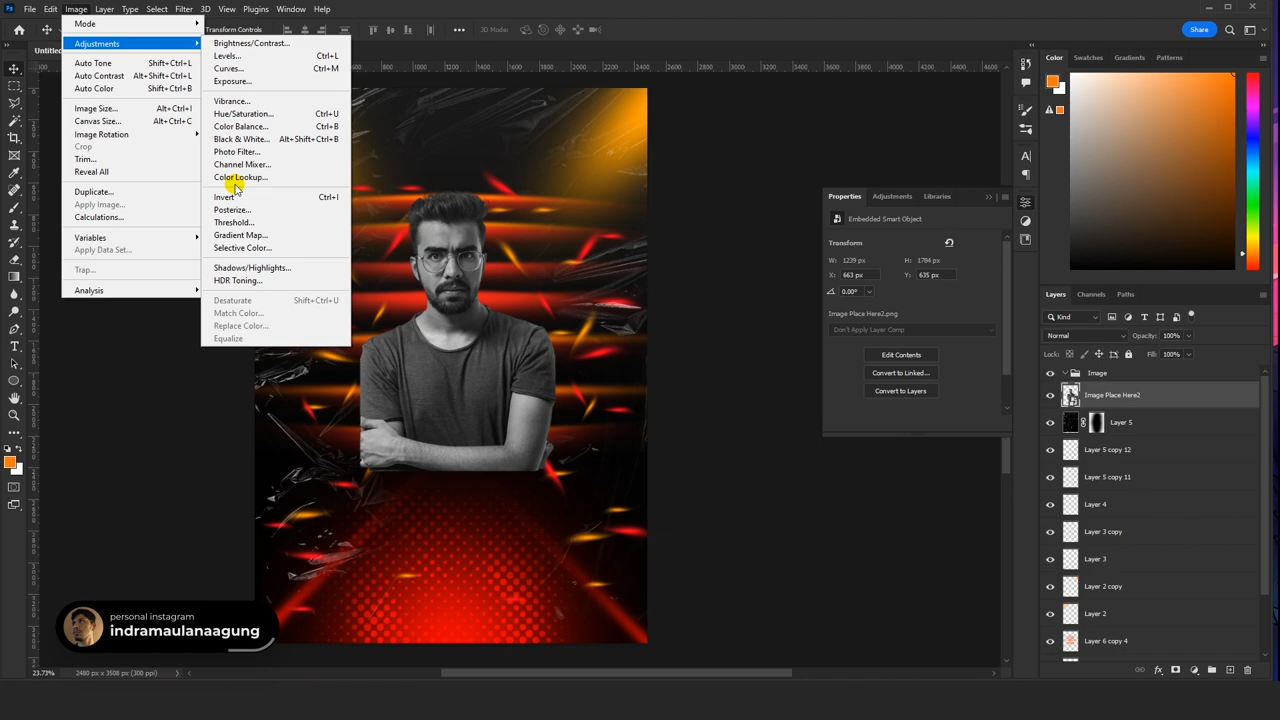 Ps File Edit Image Layer Type Select Filter 3D View Plugins Window Help
Transform Controls
3D Mode:
Share
Mode
Adjustments
Auto Tone Shift+Ctrl+L
Auto Contrast Alt+Shift+Ctrl+L
Auto Color Shift+Ctrl+B
Image Size... Alt+Ctrl+I
Canvas Size... Alt+Ctrl+C
Image Rotation
Crop
Trim...
Reveal All
Duplicate...
Apply Image...
Calculations...
Variables
Apply Data Set...
Trap...
Analysis
Brightness/Contrast...
Levels... Ctrl+L
Curves... Ctrl+M
Exposure...
Vibrance...
Hue/Saturation... Ctrl+U
Color Balance... Ctrl+B
Black & White... Alt+Shift+Ctrl+B
Photo Filter...
Channel Mixer...
Color Lookup...
Invert Ctrl+I
Posterize...
Threshold...
Gradient Map...
Selective Color...
Shadows/Highlights...
HDR Toning...
Desaturate Shift+Ctrl+U
Match Color...
Replace Color...
Equalize
Properties Adjustments Libraries
Embedded Smart Object
Transform
W: 1239 px H: 1784 px
X: 663 px Y: 635 px
0.00°
Image Place Here2.png
Don't Apply Layer Comp
Edit Contents
Convert to Linked...
Convert to Layers
Color Swatches Gradients Patterns
Layers Channels Paths
Kind
Normal Opacity: 100%
Lock: Fill: 100%
Image
Image Place Here2
Layer 5
Layer 5 copy 12
Layer 5 copy 11
Layer 4
Layer 3 copy
Layer 3
Layer 2 copy
Layer 2
Layer 6 copy 4
personal instagram
indramaulanaagung
23.73% 2480 px x 3508 px (300 ppi)